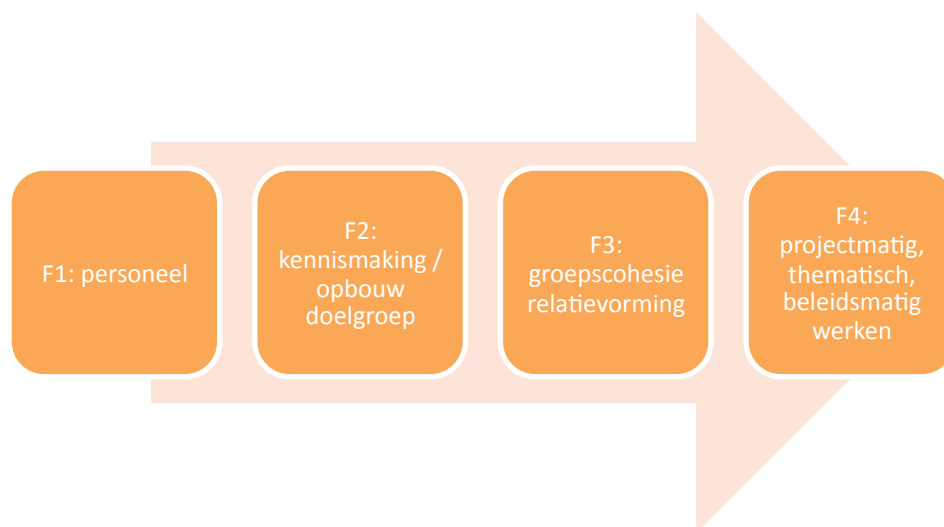 F1: personeel
F2:
kennismaking /
opbouw
doelgroep
F3:
groepscohesie
relatievorming
F4:
projectmatig,
thematisch,
beleidsmatig
werken